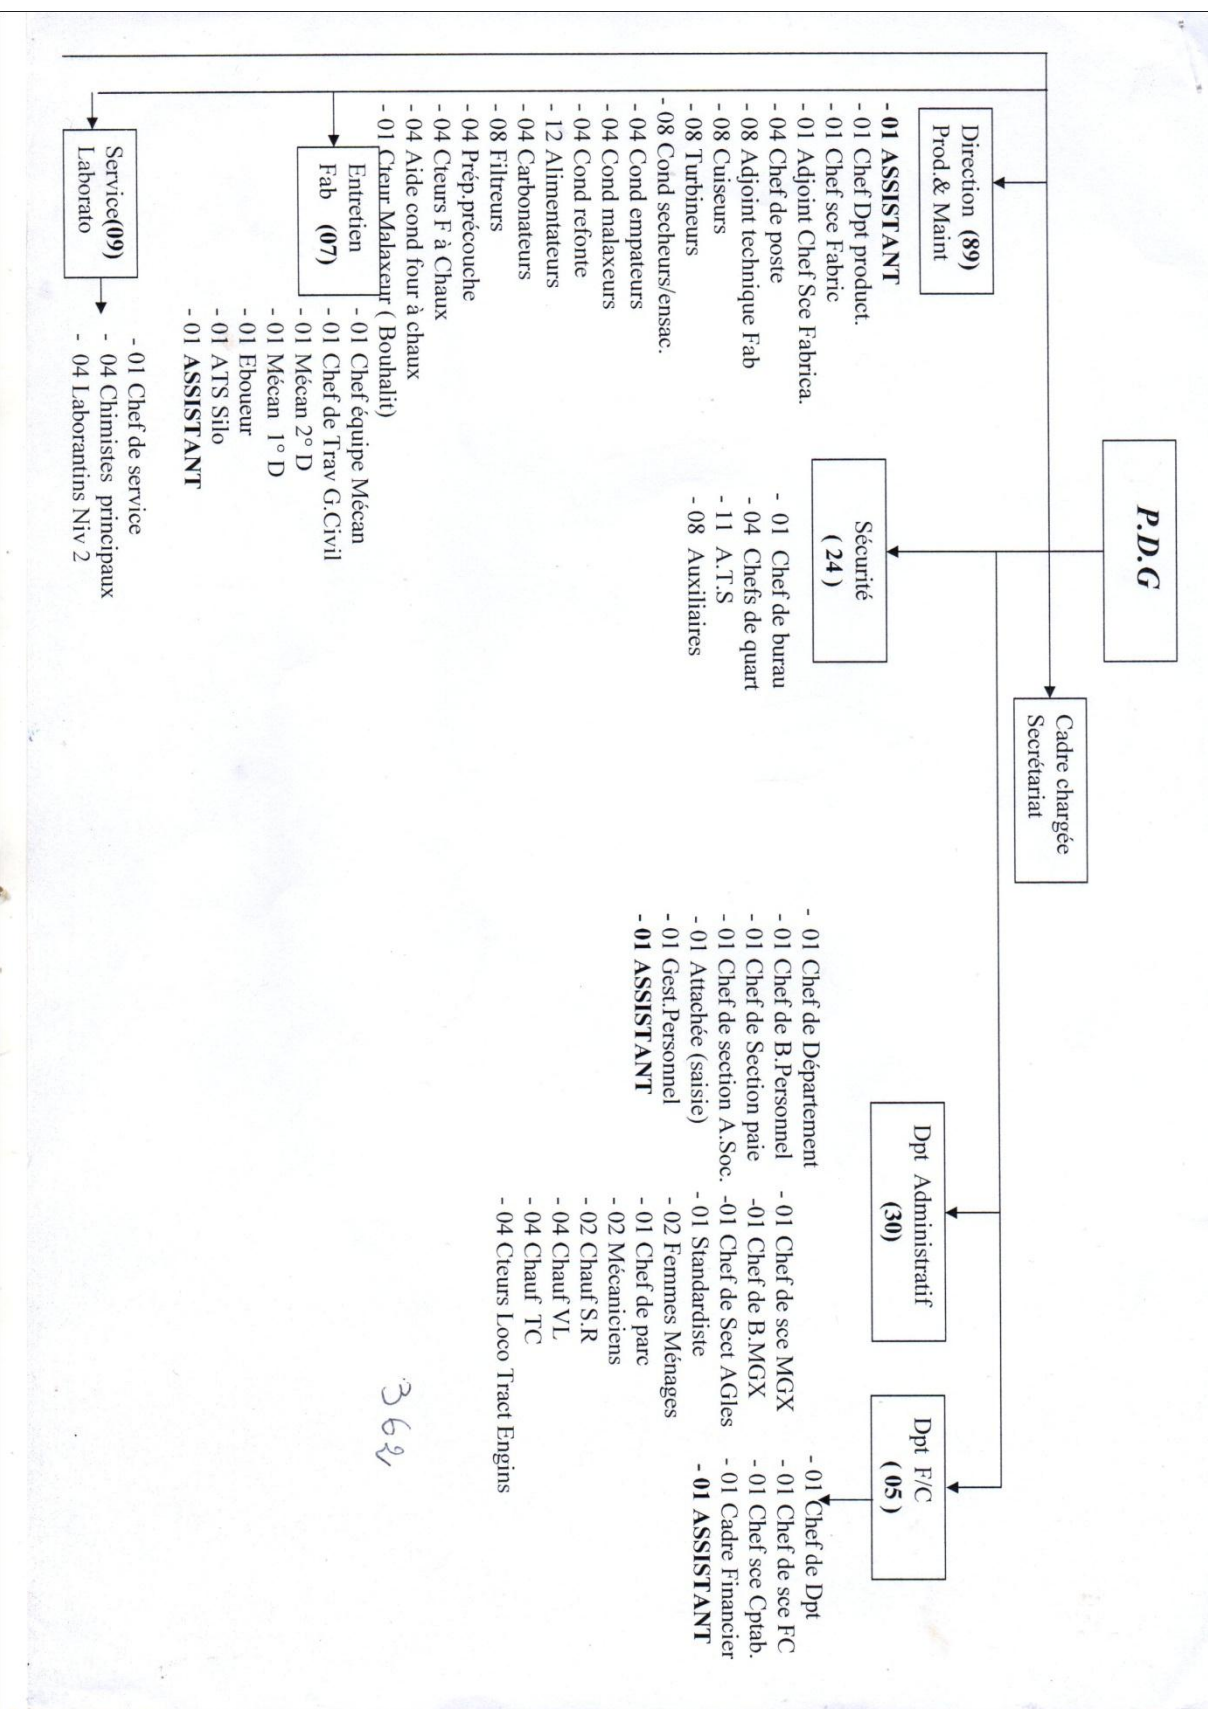 P.D.G
Cadre chargée
Secrétariat
Direction (89)
Prod.& Maint
- 01 ASSISTANT
- 01 Chef Dpt product.
- 01 Chef sce Fabric
- 01 Adjoint Chef Sce Fabrica.
- 04 Chef de poste
- 08 Adjoint technique Fab
- 08 Cuiseurs
- 08 Turbineurs
- 08 Cond secheurs/ensac.
- 04 Cond empateurs
- 04 Cond malaxeurs
- 04 Cond refonte
- 12 Alimentateurs
- 04 Carbonateurs
- 08 Filtreurs
- 04 Prép.précouche
- 04 Cteurs F à Chaux
- 04 Aide cond four à chaux
- 01 Cteur Malaxeur ( Bouhalit)
Sécurité
( 24 )
- 01 Chef de burau
- 04 Chefs de quart
- 11 A.T.S
- 08 Auxiliaires
Dpt Administratif
(30)
- 01 Chef de Département
- 01 Chef de B.Personnel
- 01 Chef de Section paie
- 01 Chef de section A.Soc.
- 01 Attachée (saisie)
- 01 Gest.Personnel
- 01 ASSISTANT
- 01 Chef de sce MGX
-01 Chef de B.MGX
-01 Chef de Sect AGles
- 01 Standardiste
- 02 Femmes Ménages
- 01 Chef de parc
- 02 Mécaniciens
- 02 Chauf S.R
- 04 Chauf VL
- 04 Chauf TC
- 04 Cteurs Loco Tract Engins
Dpt F/C
( 05 )
- 01 Chef de Dpt
- 01 Chef de sce FC
- 01 Chef sce Cptab.
- 01 Cadre Financier
- 01 ASSISTANT
Entretien
Fab (07)
- 01 Chef équipe Mécan
- 01 Chef de Trav G.Civil
- 01 Mécan 2° D
- 01 Mécan 1° D
- 01 Eboueur
- 01 ATS Silo
- 01 ASSISTANT
Service(09)
Laborato
- 01 Chef de service
- 04 Chimistes principaux
- 04 Laborantins Niv 2
362